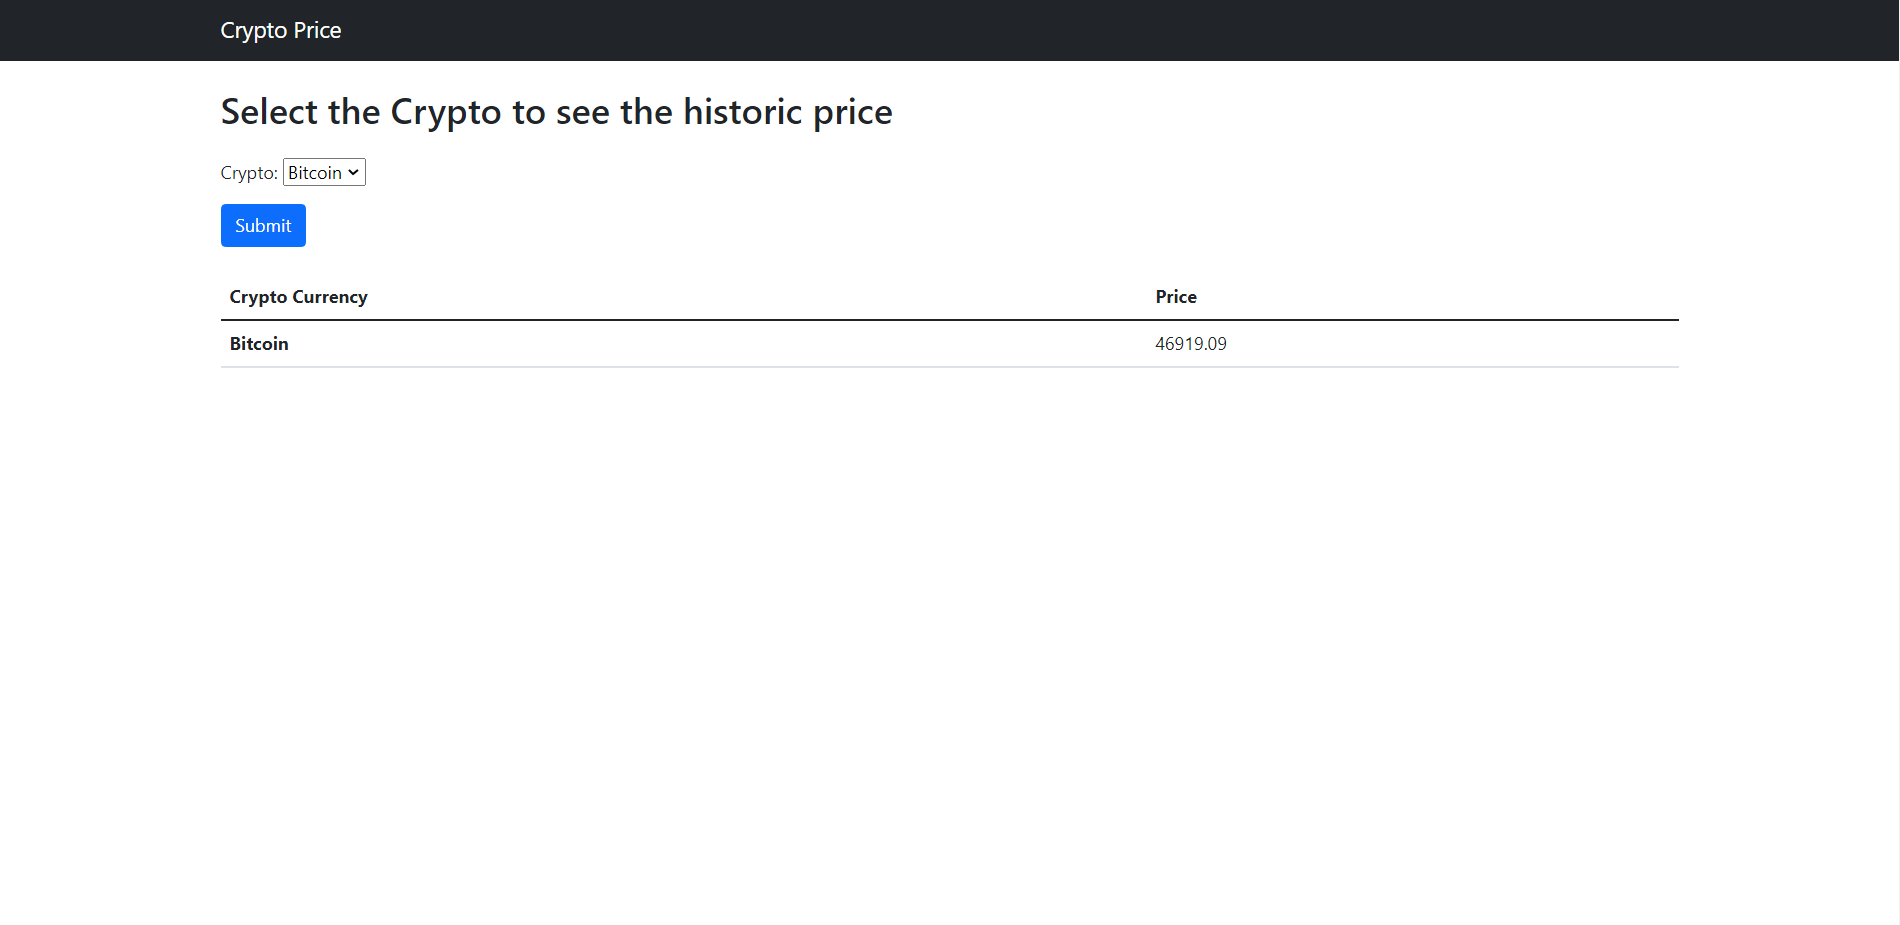 Crypto Price
Select the Crypto to see the historic price
Crypto: Bitcoin
Submit
Crypto Currency Price
Bitcoin 46919.09